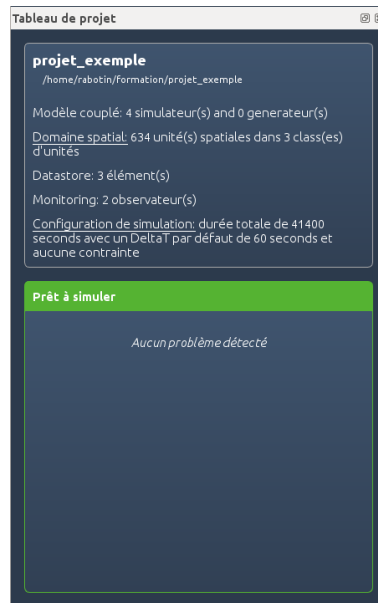 Tableau de projet
projet_exemple
/home/rabotin/formation/projet_exemple
Modèle couplé: 4 simulateur(s) and 0 generateur(s)
Domaine spatial: 634 unité(s) spatiales dans 3 class(es)
d'unités
Datastore: 3 élément(s)
Monitoring: 2 observateur(s)
Configuration de simulation: durée totale de 41400
seconds avec un DeltaT par défaut de 60 seconds et
aucune contrainte
Prêt à simuler
Aucun problème détecté